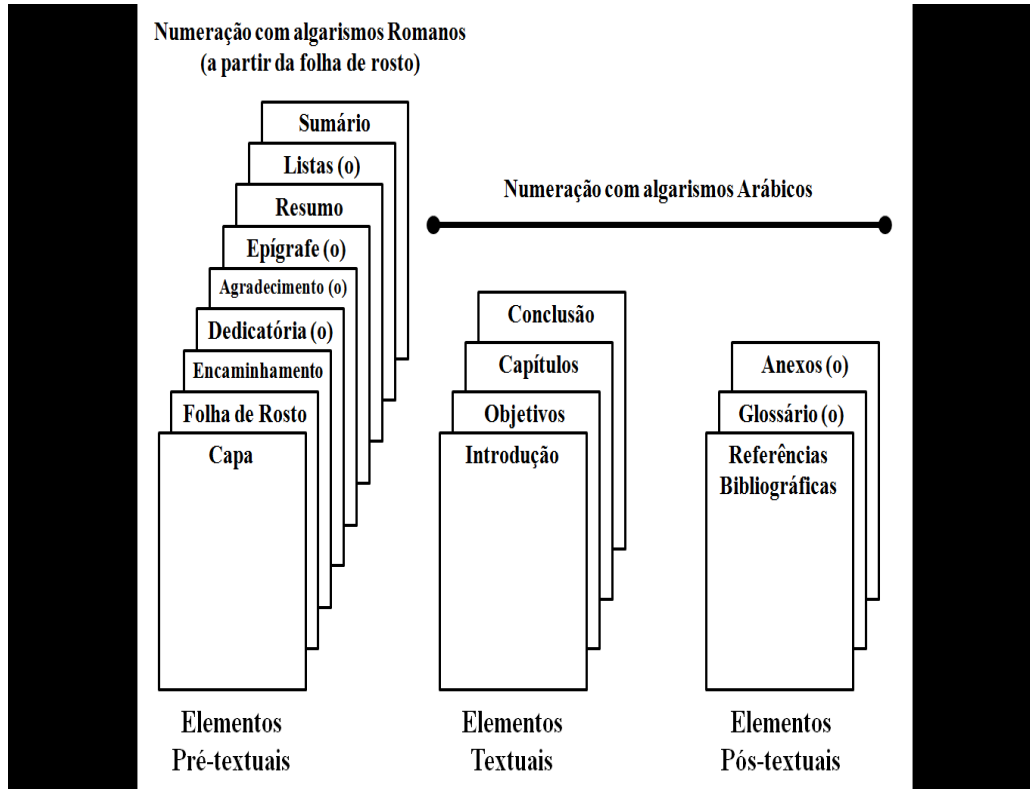 Numeração com algarismos Romanos
(a partir da folha de rosto)
Sumário
Listas (o)
Resumo
Epígrafe (o)
Agradecimento (o)
Dedicatória (o)
Encaminhamento
Folha de Rosto
Capa
Elementos
Pré-textuais
Numeração com algarismos Arábicos
Conclusão
Capítulos
Objetivos
Introdução
Elementos
Textuais
Anexos (o)
Glossário (o)
Referências
Bibliográficas
Elementos
Pós-textuais